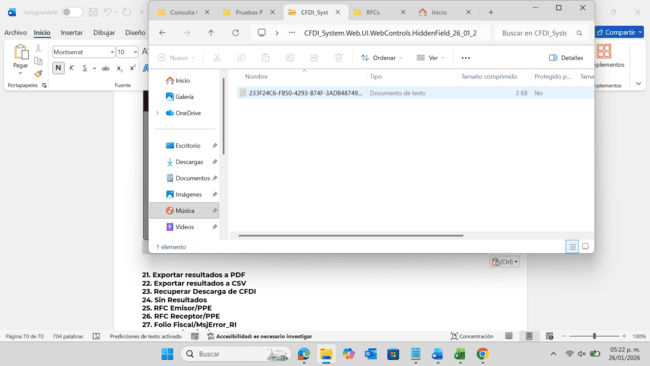 Autoguardado
Consulta
Pruebas P
CFDI_Syst
RFCs
Inicio
CFDI_System.Web.UI.WebControls.HiddenField_26_01_2
Buscar en CFDI_Syste
Archivo Inicio Insertar Dibujar Diseño
Compartir
Nuevo
Ordenar
Ver
Detalles
Pegar
Portapapeles
Montserrat 10
N K S
Fuente
Nombre Tipo Tamaño comprimido Protegido p... Tama
233F24C6-FB50-4293-B74F-3ADB48749... Documento de texto 3 KB No
Inicio
Galería
OneDrive
Escritorio
Descargas
Documentos
Imágenes
Música
Videos
1 elemento
(Ctrl)
21. Exportar resultados a PDF
22. Exportar resultados a CSV
23. Recuperar Descarga de CFDI
24. Sin Resultados
25. RFC Emisor/PPE
26. RFC Receptor/PPE
27. Folio Fiscal/MsjError_RI
Página 70 de 70 704 palabras Predicciones de texto: activado Accesibilidad: es necesario investigar Concentración 100%
Buscar
05:22 p. m.
26/01/2026